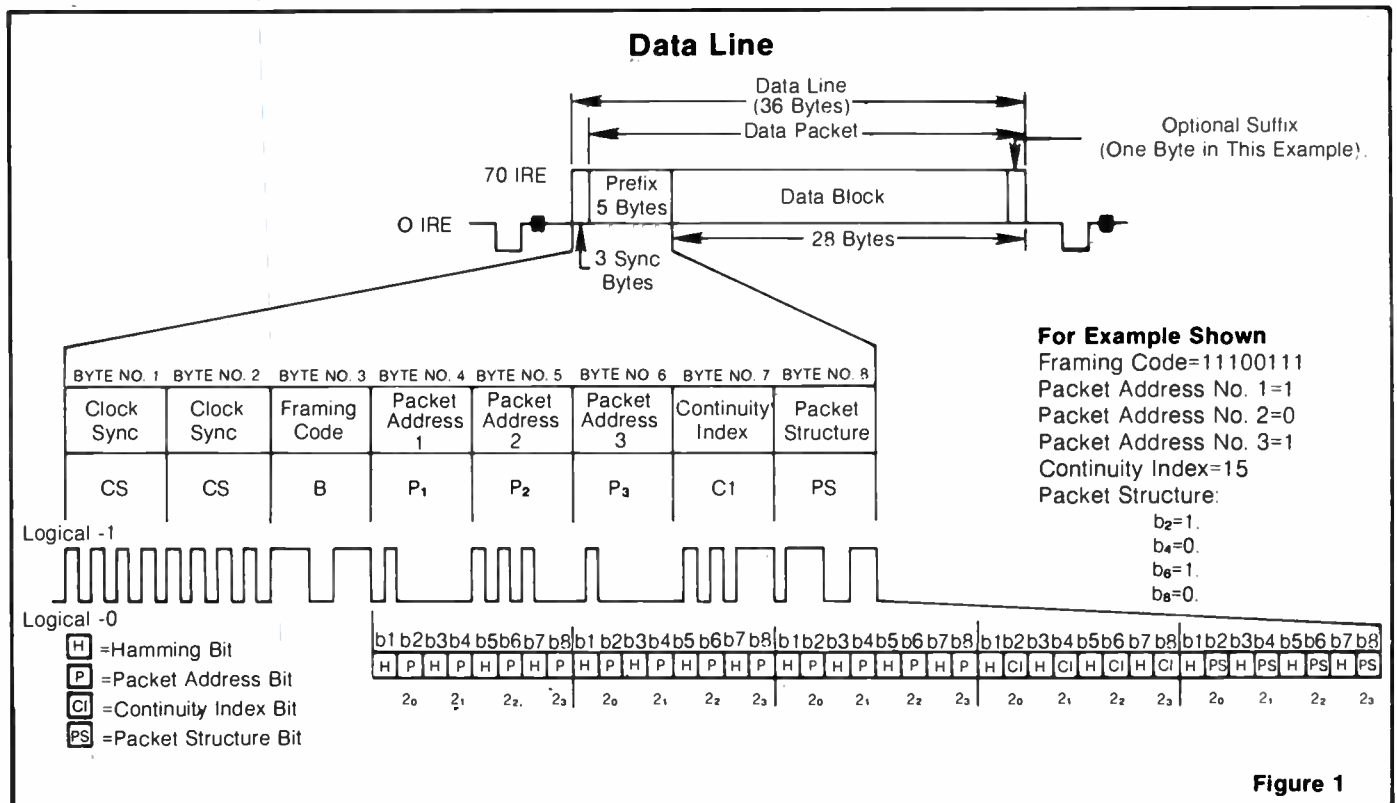 Data Line
Data Line
(36 Bytes)
Data Packet
Optional Suffix
(One Byte in This Example).
70 IRE
Prefix
5 Bytes
Data Block
O IRE
28 Bytes
3 Sync
Bytes
For Example Shown
Framing Code=11100111
Packet Address No. 1=1
Packet Address No. 2=0
Packet Address No. 3=1
Continuity Index=15
Packet Structure:
b₂=1.
b₄=0.
b₆=1.
b₈=0.
BYTE NO. 1 BYTE NO. 2 BYTE NO. 3 BYTE NO. 4 BYTE NO. 5 BYTE NO 6 BYTE NO. 7 BYTE NO. 8
Clock Sync Clock Sync Framing Code Packet Address 1 Packet Address 2 Packet Address 3 Continuity Index Packet Structure
CS CS B P₁ P₂ P₃ C1 PS
Logical -1
Logical -0
H =Hamming Bit
P =Packet Address Bit
CI =Continuity Index Bit
PS =Packet Structure Bit
b1 b2 b3 b4 b5 b6 b7 b8 b1 b2 b3 b4 b5 b6 b7 b8 b1 b2 b3 b4 b5 b6 b7 b8 b1 b2 b3 b4 b5 b6 b7 b8 b1 b2 b3 b4 b5 b6 b7 b8
H P H P H P H P H P H P H P H P H P H P H P H P H CI H CI H CI H CI H PS H PS H PS H PS
2₀ 2₁ 2₂. 2₃ 2₀ 2₁ 2₂ 2₃ 2₀ 2₁ 2₂ 2₃ 2₀ 2₁ 2₂ 2₃ 2₀ 2₁ 2₂ 2₃
Figure 1